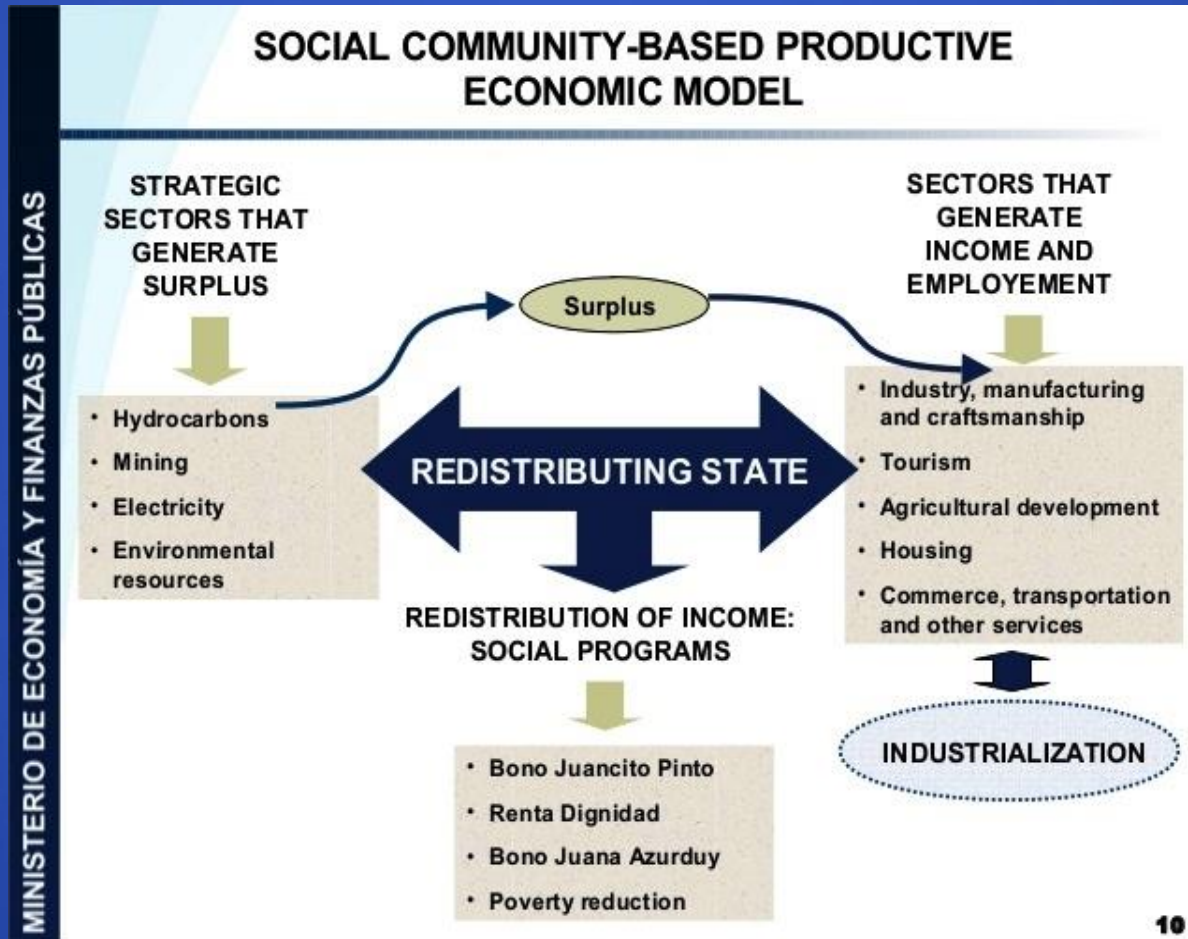 SOCIAL COMMUNITY-BASED PRODUCTIVE
ECONOMIC MODEL
MINISTERIO DE ECONOMÍA Y FINANZAS PÚBLICAS
STRATEGIC
SECTORS THAT
GENERATE
SURPLUS
• Hydrocarbons
• Mining
• Electricity
• Environmental
resources
Surplus
SECTORS THAT
GENERATE
INCOME AND
EMPLOYEMENT
• Industry, manufacturing
and craftsmanship
• Tourism
• Agricultural development
• Housing
• Commerce, transportation
and other services
INDUSTRIALIZATION
REDISTRIBUTING STATE
REDISTRIBUTION OF INCOME:
SOCIAL PROGRAMS
• Bono Juancito Pinto
• Renta Dignidad
• Bono Juana Azurduy
• Poverty reduction
10